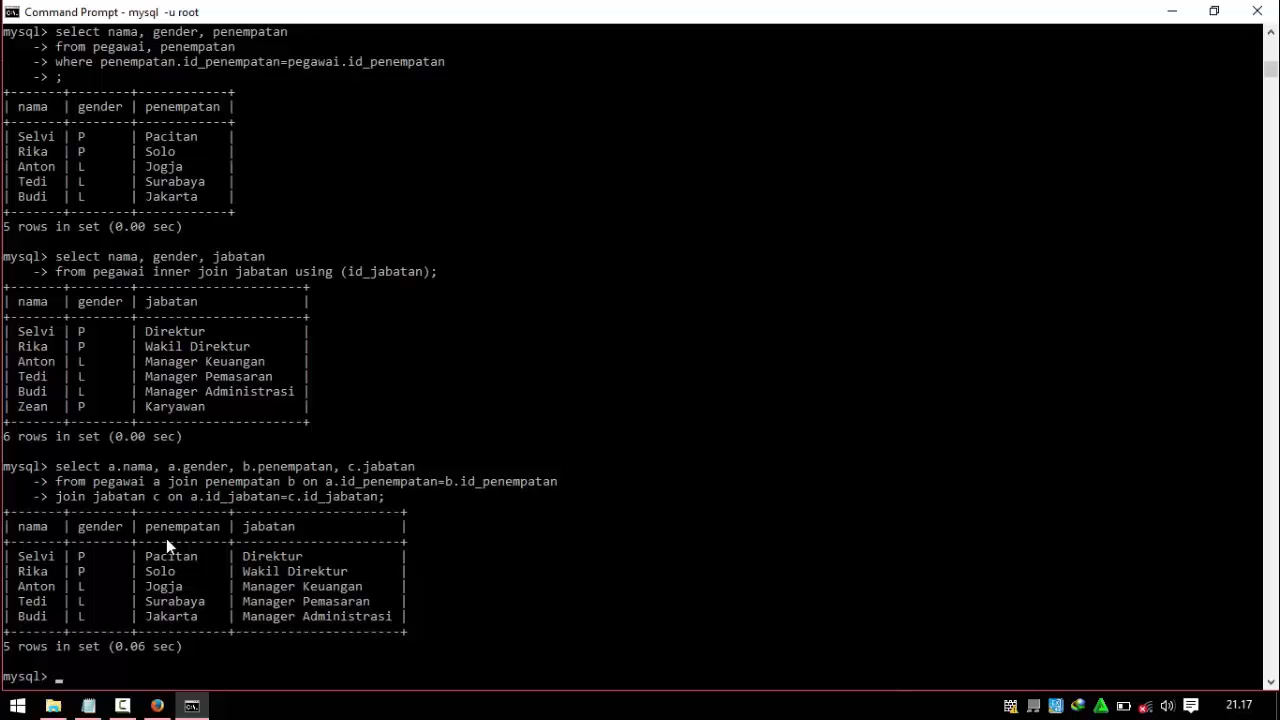 Command Prompt - mysql -u root
mysql> select nama, gender, penempatan
    -> from pegawai, penempatan
    -> where penempatan.id_penempatan=pegawai.id_penempatan
    -> ;
+-------+--------+------------+
| nama  | gender | penempatan |
+-------+--------+------------+
| Selvi | P      | Pacitan    |
| Rika  | P      | Solo       |
| Anton | L      | Jogja      |
| Tedi  | L      | Surabaya   |
| Budi  | L      | Jakarta    |
+-------+--------+------------+
5 rows in set (0.00 sec)
mysql> select nama, gender, jabatan
    -> from pegawai inner join jabatan using (id_jabatan);
+-------+--------+----------------------+
| nama  | gender | jabatan              |
+-------+--------+----------------------+
| Selvi | P      | Direktur             |
| Rika  | P      | Wakil Direktur       |
| Anton | L      | Manager Keuangan     |
| Tedi  | L      | Manager Pemasaran    |
| Budi  | L      | Manager Administrasi |
| Zean  | P      | Karyawan             |
+-------+--------+----------------------+
6 rows in set (0.00 sec)
mysql> select a.nama, a.gender, b.penempatan, c.jabatan
    -> from pegawai a join penempatan b on a.id_penempatan=b.id_penempatan
    -> join jabatan c on a.id_jabatan=c.id_jabatan;
+-------+--------+------------+----------------------+
| nama  | gender | penempatan | jabatan              |
+-------+--------+------------+----------------------+
| Selvi | P      | Pacitan    | Direktur             |
| Rika  | P      | Solo       | Wakil Direktur       |
| Anton | L      | Jogja      | Manager Keuangan     |
| Tedi  | L      | Surabaya   | Manager Pemasaran    |
| Budi  | L      | Jakarta    | Manager Administrasi |
+-------+--------+------------+----------------------+
5 rows in set (0.06 sec)
mysql> _
21.17